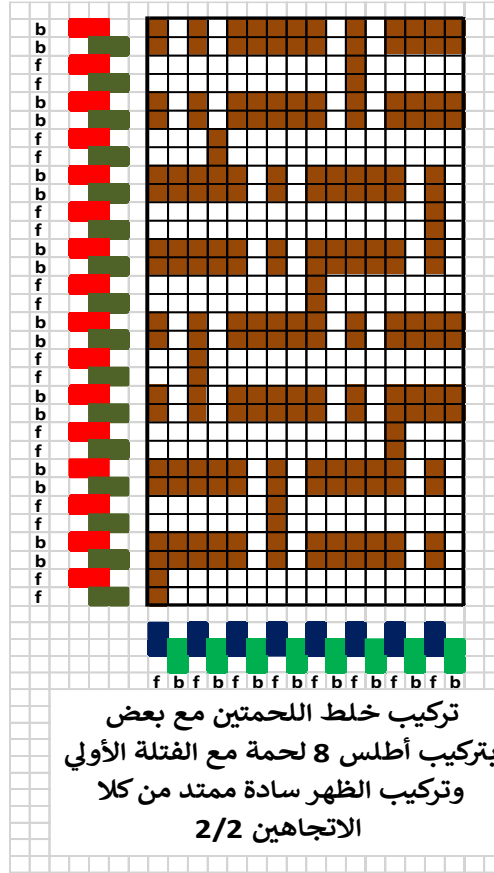 b
b
f
f
b
b
f
f
b
b
f
f
b
b
f
f
b
b
f
f
b
b
f
f
b
b
f
f
b
b
f
f
f b f b f b f b f b f b f b f b
تركيب خلط اللحمتين مع بعض
بتركيب أطلس 8 لحمة مع الفتلة الأولي
وتركيب الظهر سادة ممتد من كلا
الاتجاهين 2/2